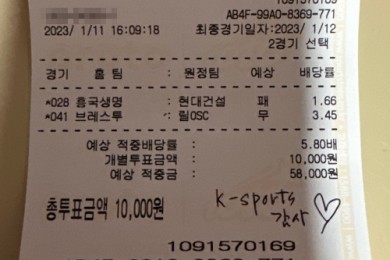 1091570169
AB4F-99A0-8369-771
2023/ 1/11 16:09:18 최종경기일자:2023/ 1/12
2경기 선택
경기 홈 팀 : 원정팀 예상 배당률
*028 흥국생명 : 현대건설 패 1.66
*041 브레스투 : 릴OSC 무 3.45
예상 적중배당률 : 5.80배
개별투표금액 : 10,000원
예상 적중금 : 58,000원
총투표금액 10,000원
K-sports
감사♡
1091570169